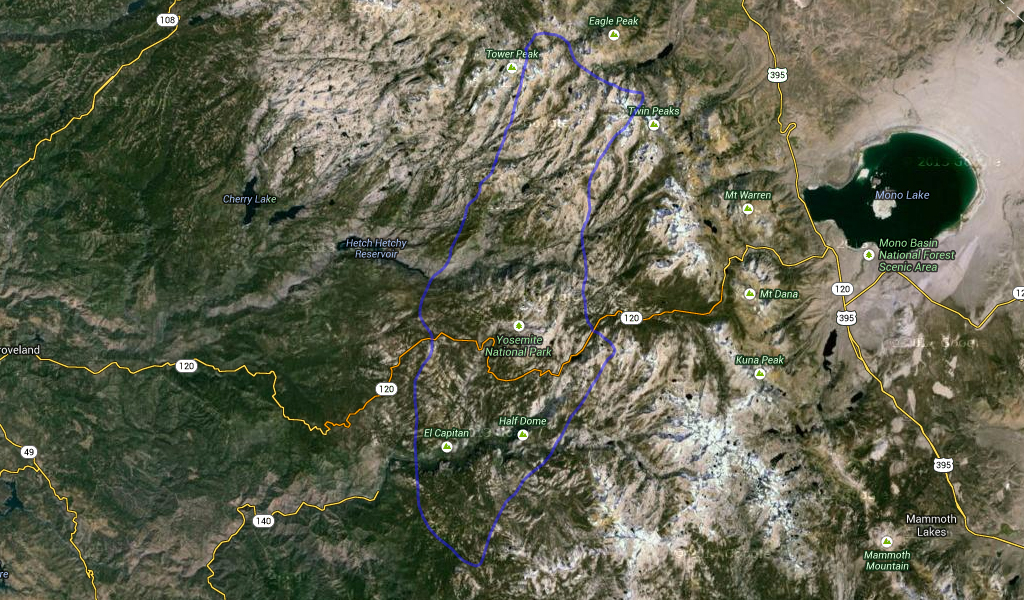 108
Eagle Peak
Tower Peak
395
Twin Peaks
Cherry Lake
Mt Warren
Mono Lake
Hetch Hetchy
Reservoir
Mono Basin
National Forest
Scenic Area
Mt Dana
120
12
120
395
Yosemite
National Park
roveland
120
Kuna Peak
120
El Capitan
Half Dome
49
395
140
Mammoth
Lakes
Mammoth
Mountain
re